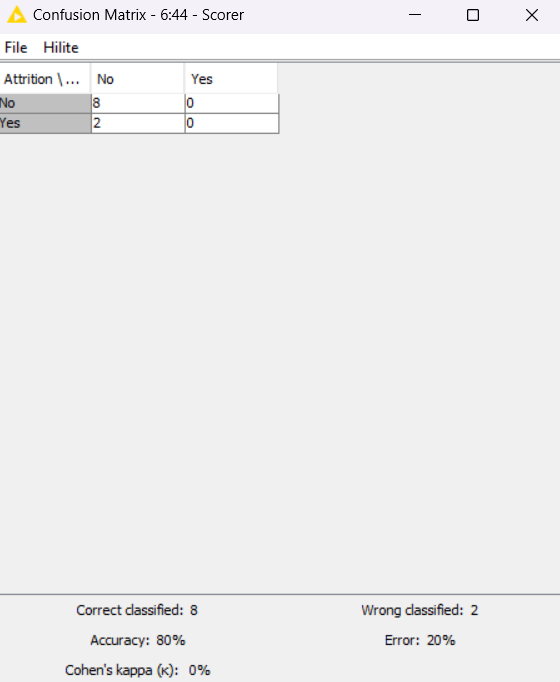 Confusion Matrix - 6:44 - Scorer
File Hilite
Attrition \ ... No Yes
No 8 0
Yes 2 0
Correct classified: 8 Wrong classified: 2
Accuracy: 80% Error: 20%
Cohen's kappa (κ): 0%